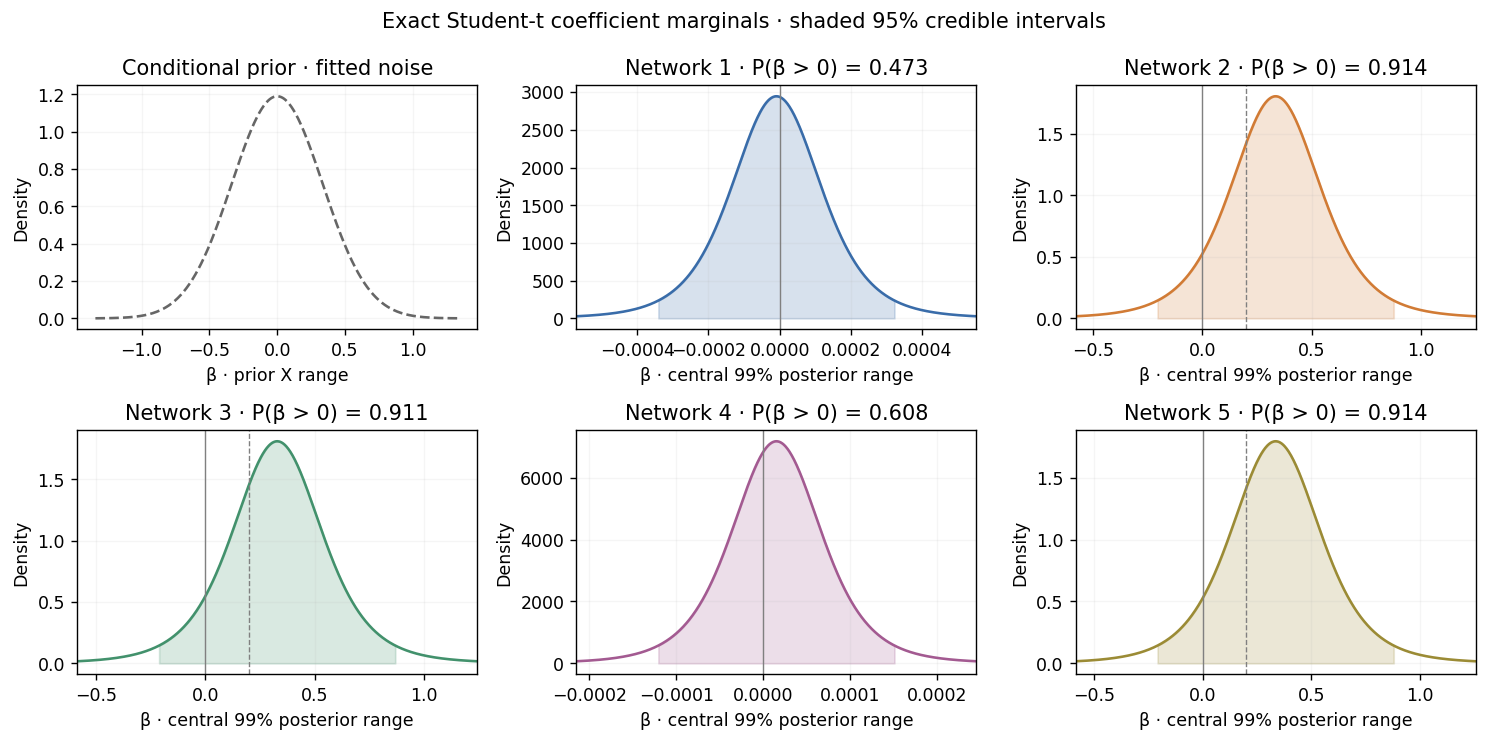 Exact Student-t coefficient marginals · shaded 95% credible intervals
Conditional prior · fitted noise
Density
1.2
1.0
0.8
0.6
0.4
0.2
0.0
−1.0 −0.5 0.0 0.5 1.0
β · prior X range
Network 1 · P(β > 0) = 0.473
Density
3000
2500
2000
1500
1000
500
0
−0.0004 −0.0002 0.0000 0.0002 0.0004
β · central 99% posterior range
Network 2 · P(β > 0) = 0.914
Density
1.5
1.0
0.5
0.0
−0.5 0.0 0.5 1.0
β · central 99% posterior range
Network 3 · P(β > 0) = 0.911
Density
1.5
1.0
0.5
0.0
−0.5 0.0 0.5 1.0
β · central 99% posterior range
Network 4 · P(β > 0) = 0.608
Density
6000
4000
2000
0
−0.0002 −0.0001 0.0000 0.0001 0.0002
β · central 99% posterior range
Network 5 · P(β > 0) = 0.914
Density
1.5
1.0
0.5
0.0
−0.5 0.0 0.5 1.0
β · central 99% posterior range